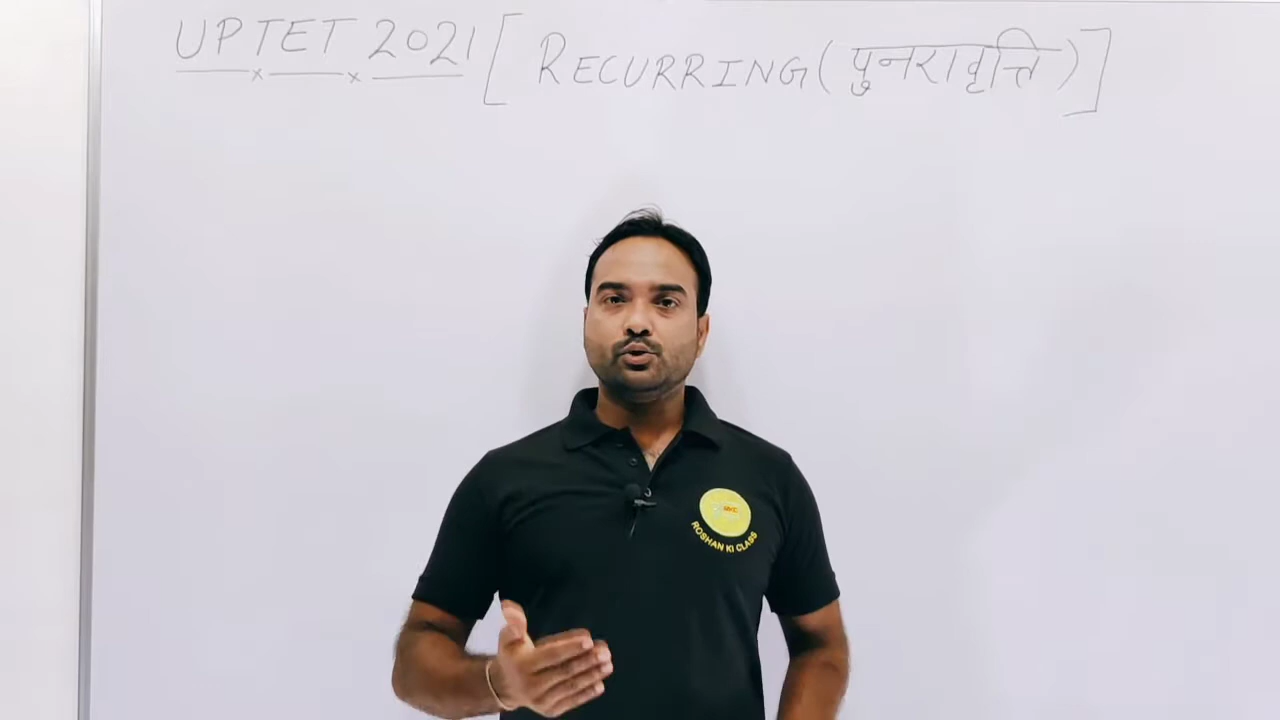 UPTET 2021 [ RECURRING (पुनरावृत्ति) ]
ROSHAN KI CLASS